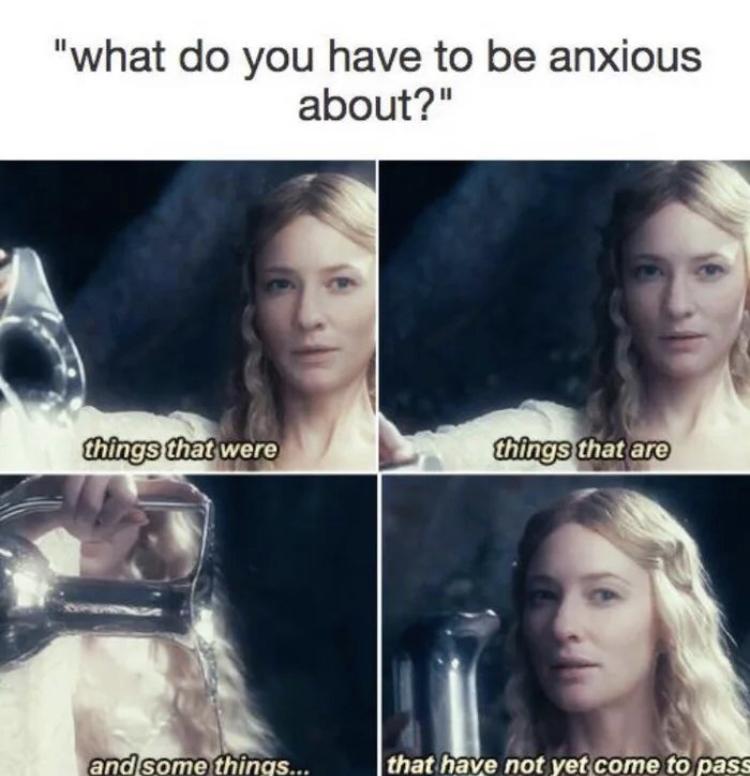 "what do you have to be anxious
about?"
things that were
things that are
and some things...
that have not yet come to pass